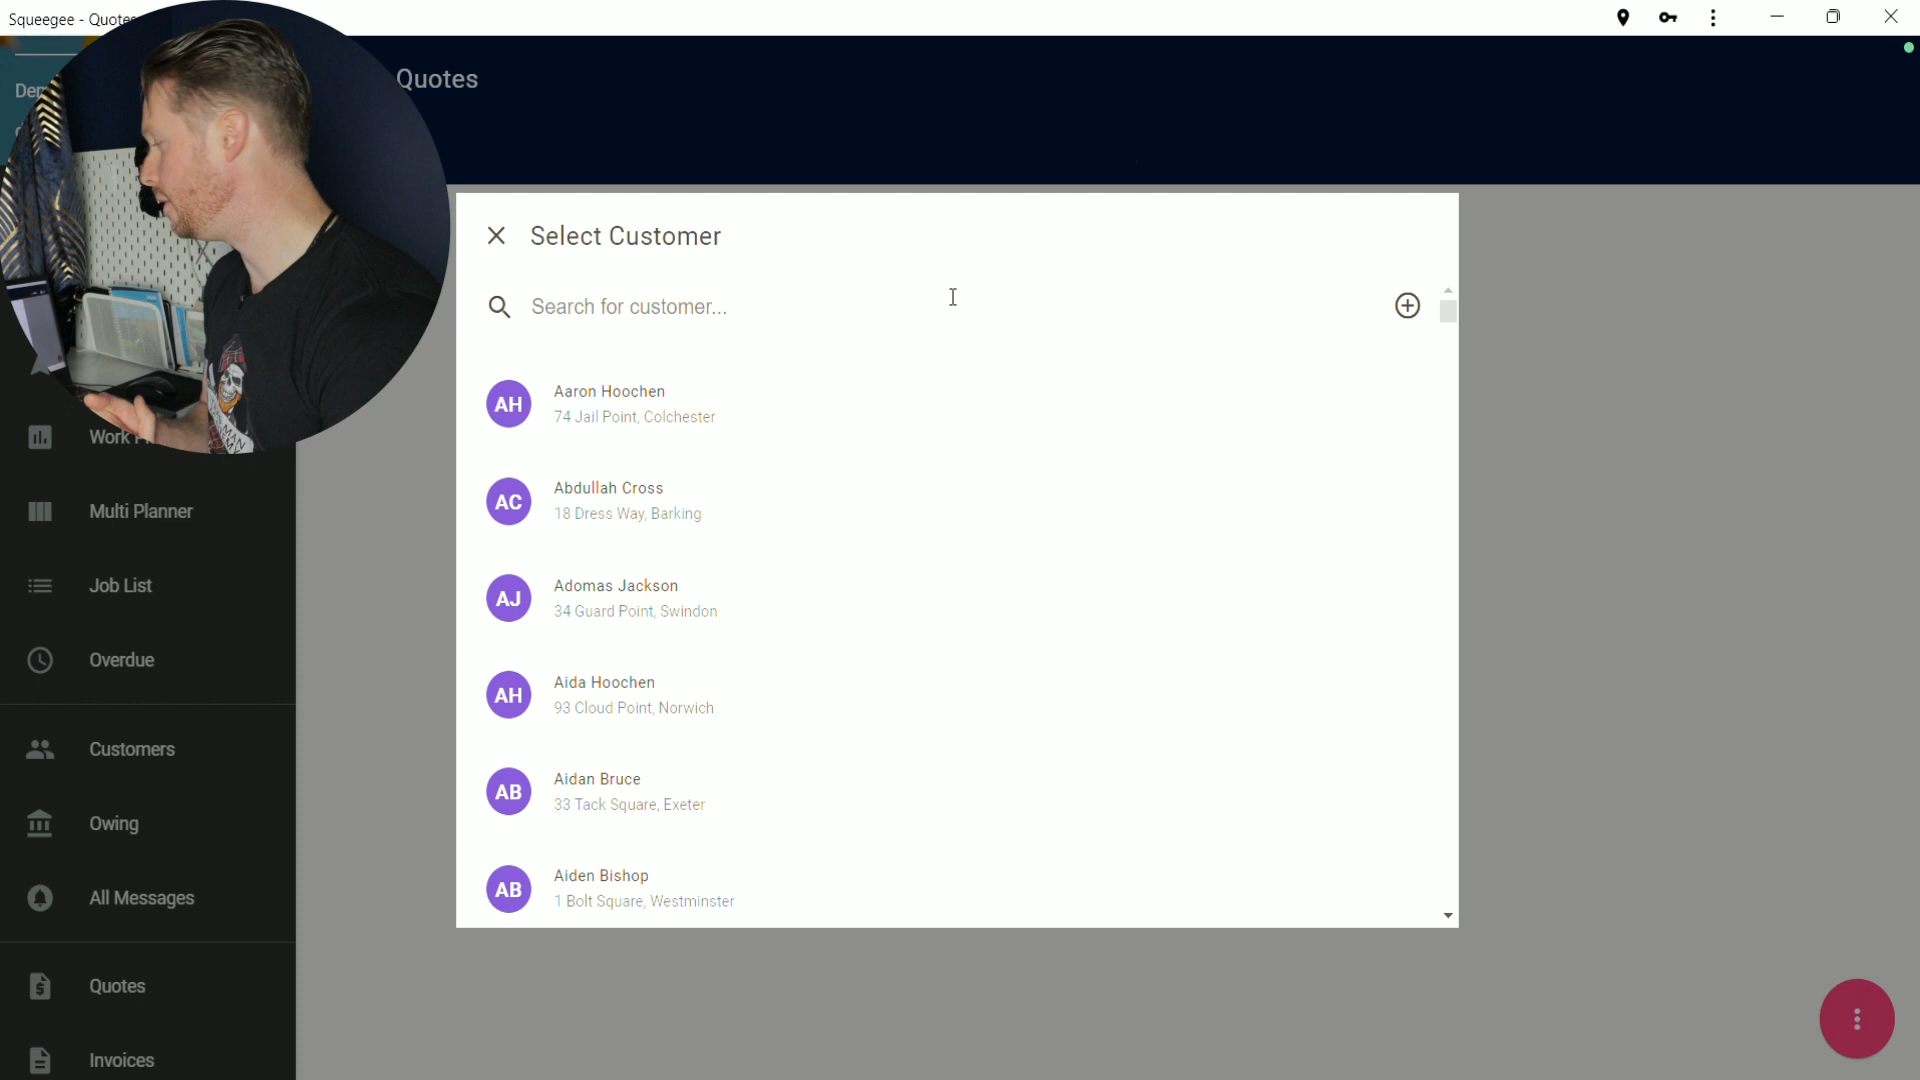 Squeegee - Quotes
Quotes
Select Customer
Search for customer...
AH
Aaron Hoochen
74 Jail Point, Colchester
AC
Abdullah Cross
18 Dress Way, Barking
AJ
Adomas Jackson
34 Guard Point, Swindon
AH
Aida Hoochen
93 Cloud Point, Norwich
AB
Aidan Bruce
33 Tack Square, Exeter
AB
Aiden Bishop
1 Bolt Square, Westminster
Work
Multi Planner
Job List
Overdue
Customers
Owing
All Messages
Quotes
Invoices